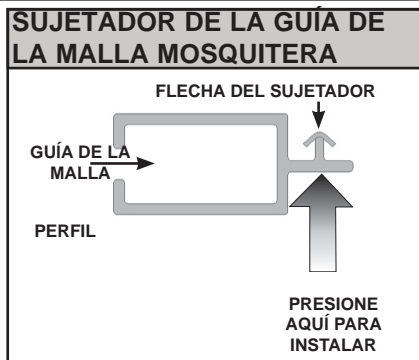 SUJETADOR DE LA GUÍA DE
LA MALLA MOSQUITERA
FLECHA DEL SUJETADOR
GUÍA DE LA
MALLA
PERFIL
PRESIONE
AQUÍ PARA
INSTALAR